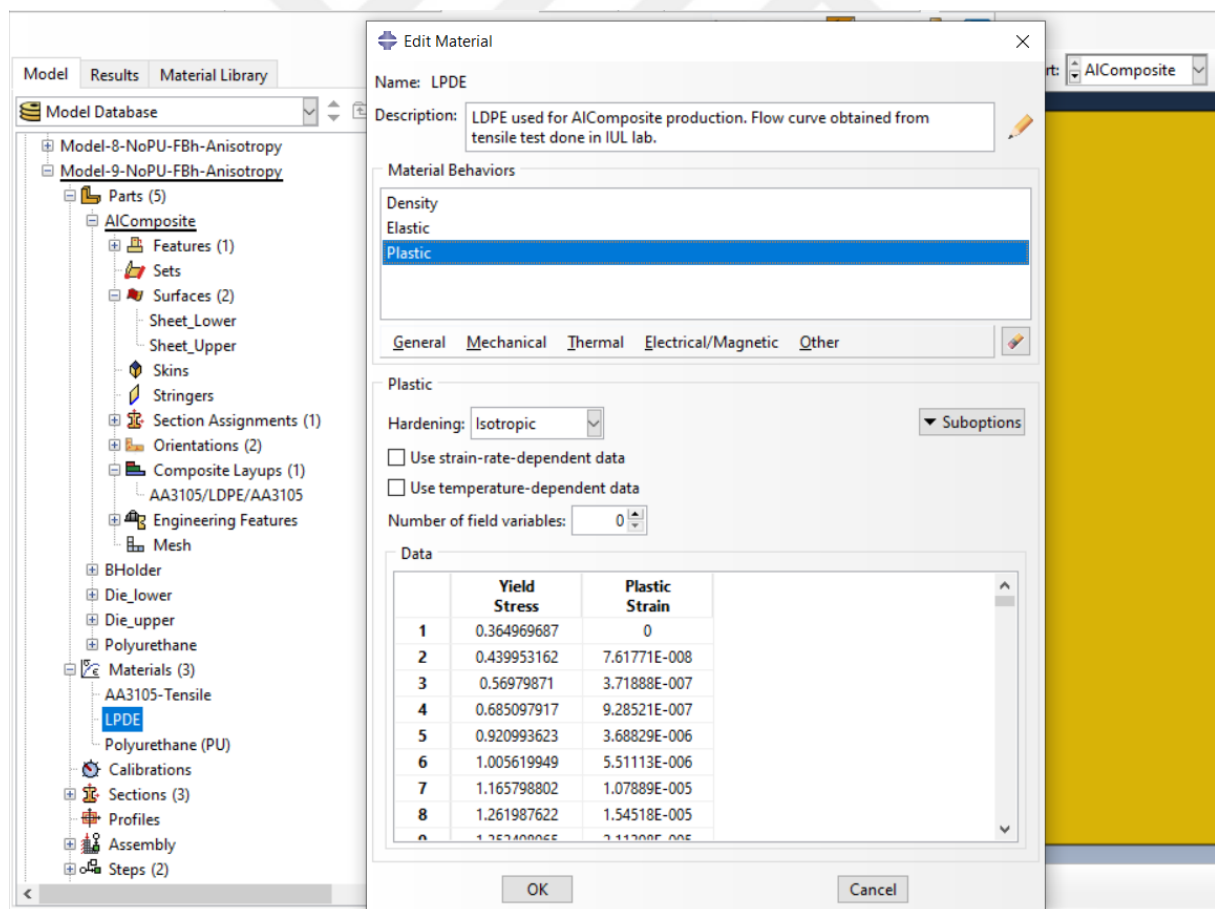 Edit Material
Model Results Material Library
rt: AlComposite
Name: LPDE
Model Database
Description: LDPE used for AlComposite production. Flow curve obtained from
tensile test done in IUL lab.
Model-8-NoPU-FBh-Anisotropy
Model-9-NoPU-FBh-Anisotropy
Parts (5)
AlComposite
Features (1)
Sets
Surfaces (2)
Sheet_Lower
Sheet_Upper
Skins
Stringers
Section Assignments (1)
Orientations (2)
Composite Layups (1)
AA3105/LDPE/AA3105
Engineering Features
Mesh
BHolder
Die_lower
Die_upper
Polyurethane
Materials (3)
AA3105-Tensile
LPDE
Polyurethane (PU)
Calibrations
Sections (3)
Profiles
Assembly
Steps (2)
Material Behaviors
Density
Elastic
Plastic
General Mechanical Thermal Electrical/Magnetic Other
Plastic
Hardening: Isotropic
Suboptions
Use strain-rate-dependent data
Use temperature-dependent data
Number of field variables: 0
Data
Yield Stress Plastic Strain
1 0.364969687 0
2 0.439953162 7.61771E-008
3 0.56979871 3.71888E-007
4 0.685097917 9.28521E-007
5 0.920993623 3.68829E-006
6 1.005619949 5.51113E-006
7 1.165798802 1.07889E-005
8 1.261987622 1.54518E-005
OK Cancel